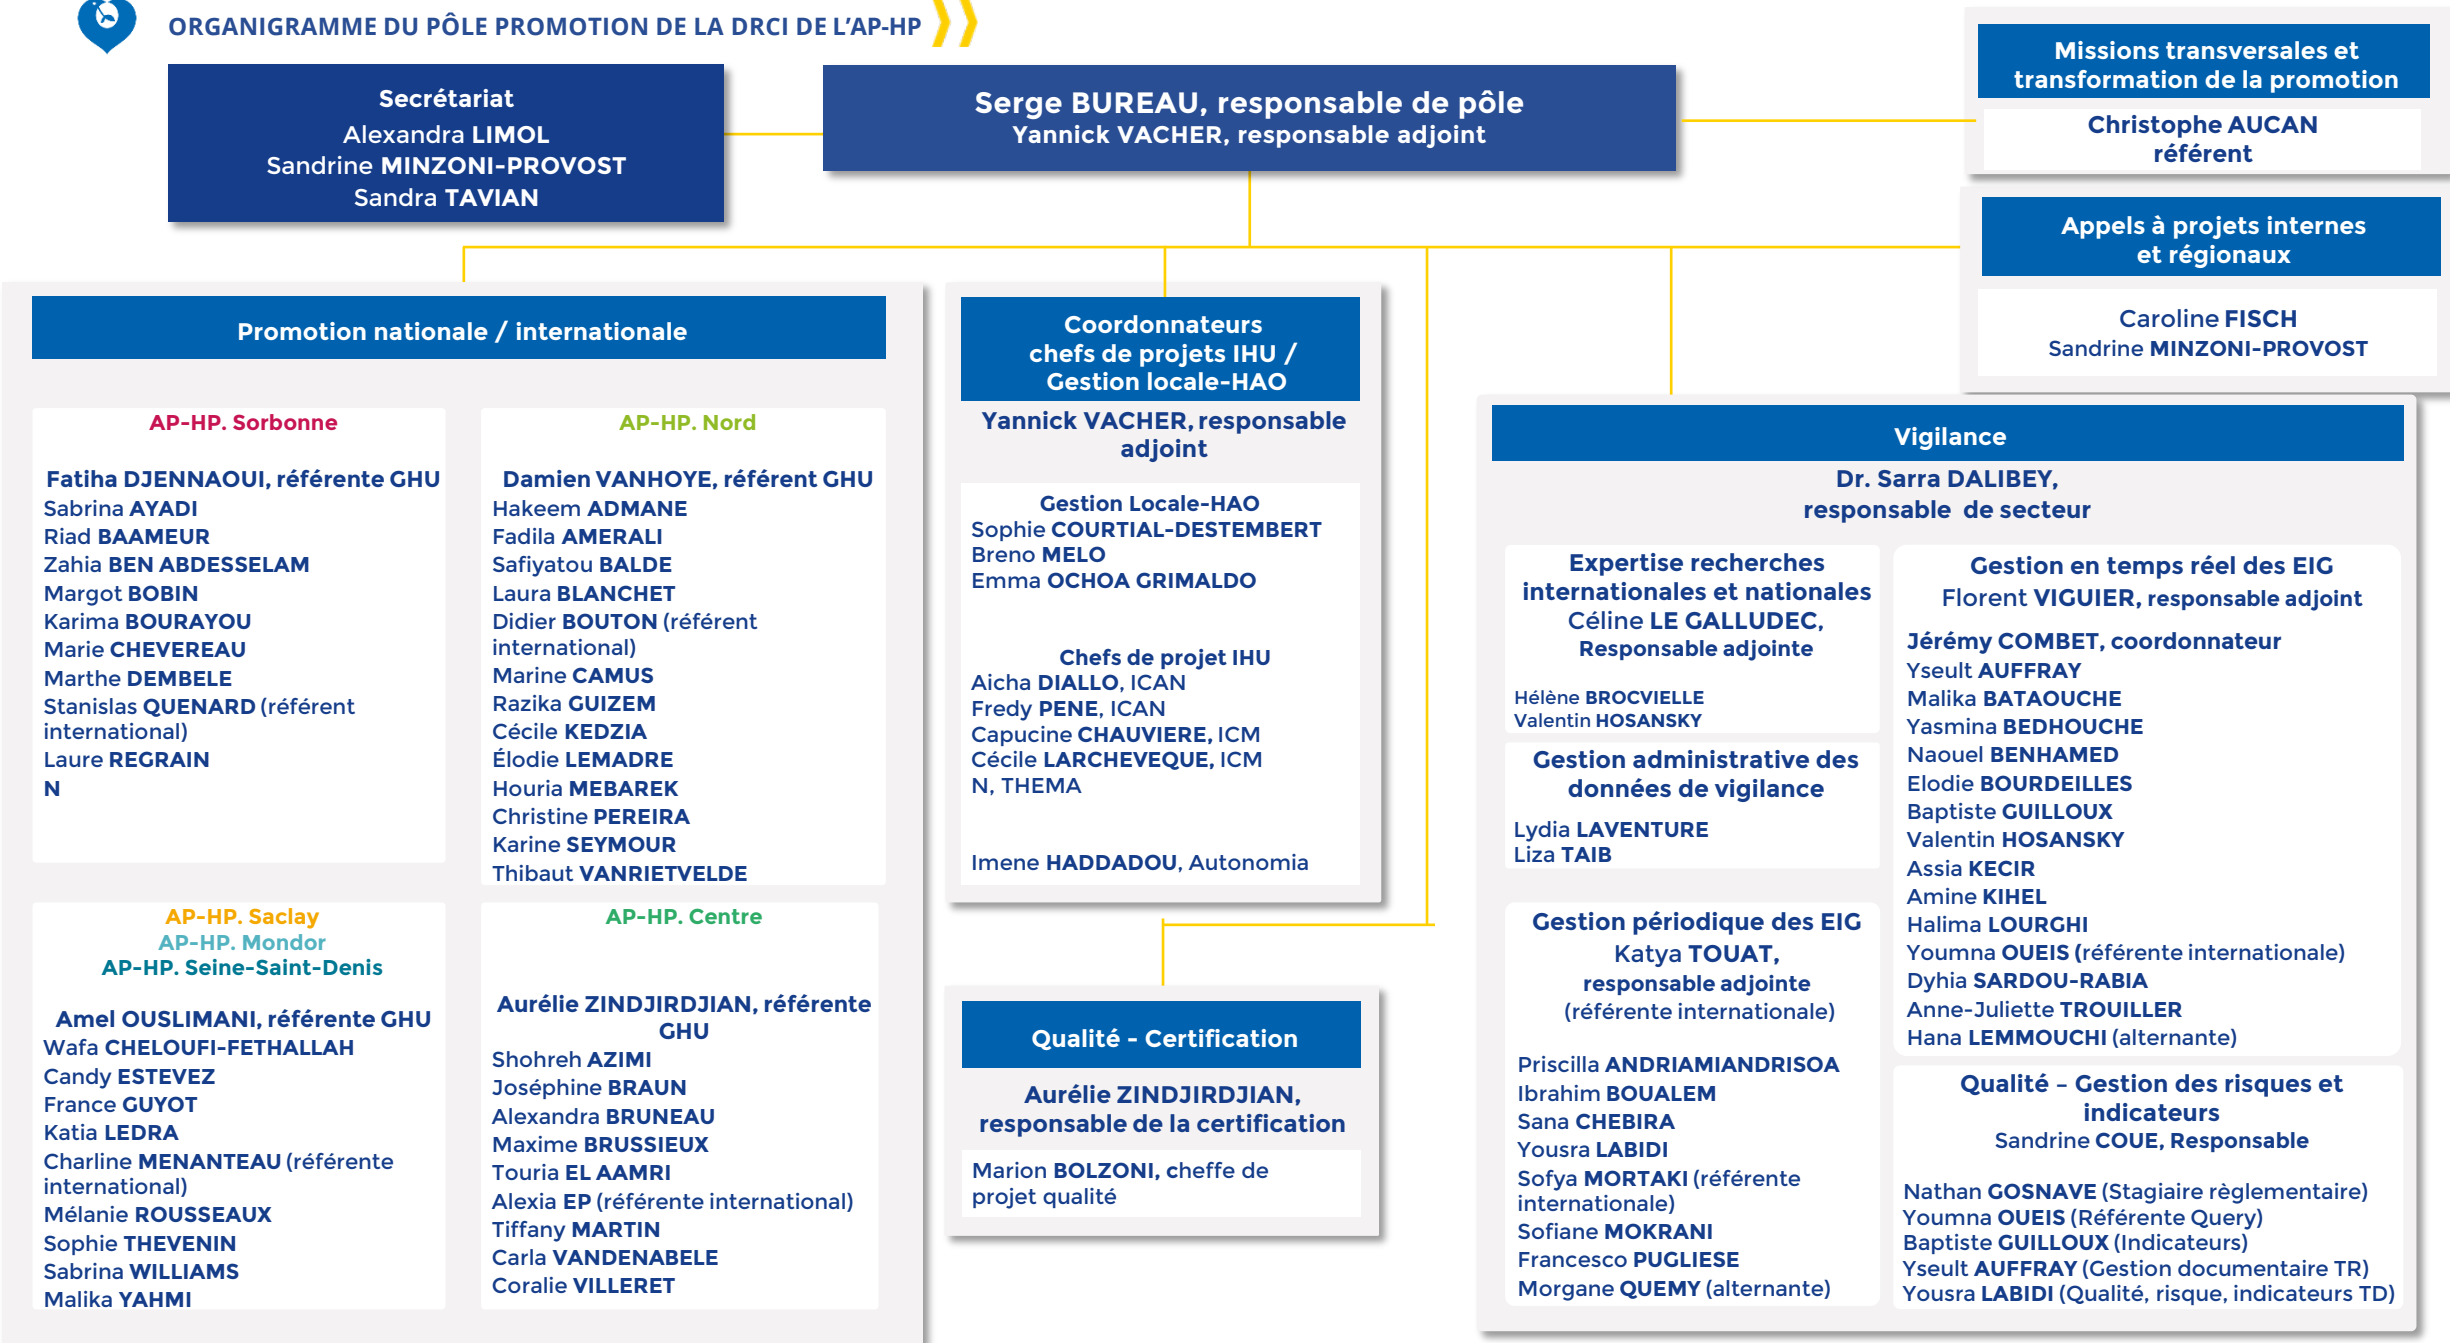 ORGANIGRAMME DU PÔLE PROMOTION DE LA DRCI DE L'AP-HP
Secrétariat
Alexandra LIMOL
Sandrine MINZONI-PROVOST
Sandra TAVIAN
Serge BUREAU, responsable de pôle
Yannick VACHER, responsable adjoint
Missions transversales et
transformation de la promotion
Christophe AUCAN
référent
Appels à projets internes
et régionaux
Caroline FISCH
Sandrine MINZONI-PROVOST
Promotion nationale / internationale
AP-HP. Sorbonne
Fatiha DJENNAOUI, référente GHU
Sabrina AYADI
Riad BAAMEUR
Zahia BEN ABDESSELAM
Margot BOBIN
Karima BOURAYOU
Marie CHEVEREAU
Marthe DEMBELE
Stanislas QUENARD (référent
international)
Laure REGRAIN
N
AP-HP. Nord
Damien VANHOYE, référent GHU
Hakeem ADMANE
Fadila AMERALI
Safiyatou BALDE
Laura BLANCHET
Didier BOUTON (référent
international)
Marine CAMUS
Razika GUIZEM
Cécile KEDZIA
Élodie LEMADRE
Houria MEBAREK
Christine PEREIRA
Karine SEYMOUR
Thibaut VANRIETVELDE
AP-HP. Saclay
AP-HP. Mondor
AP-HP. Seine-Saint-Denis
Amel OUSLIMANI, référente GHU
Wafa CHELOUFI-FETHALLAH
Candy ESTEVEZ
France GUYOT
Katia LEDRA
Charline MENANTEAU (référente
international)
Mélanie ROUSSEAUX
Sophie THEVENIN
Sabrina WILLIAMS
Malika YAHMI
AP-HP. Centre
Aurélie ZINDJIRDJIAN, référente
GHU
Shohreh AZIMI
Joséphine BRAUN
Alexandra BRUNEAU
Maxime BRUSSIEUX
Touria EL AAMRI
Alexia EP (référente international)
Tiffany MARTIN
Carla VANDENABELE
Coralie VILLERET
Coordonnateurs
chefs de projets IHU /
Gestion locale-HAO
Yannick VACHER, responsable
adjoint
Gestion Locale-HAO
Sophie COURTIAL-DESTEMBERT
Breno MELO
Emma OCHOA GRIMALDO
Chefs de projet IHU
Aicha DIALLO, ICAN
Fredy PENE, ICAN
Capucine CHAUVIERE, ICM
Cécile LARCHEVEQUE, ICM
N, THEMA
Imene HADDADOU, Autonomia
Qualité - Certification
Aurélie ZINDJIRDJIAN,
responsable de la certification
Marion BOLZONI, cheffe de
projet qualité
Vigilance
Dr. Sarra DALIBEY,
responsable de secteur
Expertise recherches
internationales et nationales
Céline LE GALLUDEC,
Responsable adjointe
Hélène BROCVIELLE
Valentin HOSANSKY
Gestion administrative des
données de vigilance
Lydia LAVENTURE
Liza TAIB
Gestion périodique des EIG
Katya TOUAT,
responsable adjointe
(référente internationale)
Priscilla ANDRIAMIANDRISOA
Ibrahim BOUALEM
Sana CHEBIRA
Yousra LABIDI
Sofya MORTAKI (référente
internationale)
Sofiane MOKRANI
Francesco PUGLIESE
Morgane QUEMY (alternante)
Gestion en temps réel des EIG
Florent VIGUIER, responsable adjoint
Jérémy COMBET, coordonnateur
Yseult AUFFRAY
Malika BATAOUCHE
Yasmina BEDHOUCHE
Naouel BENHAMED
Elodie BOURDEILLES
Baptiste GUILLOUX
Valentin HOSANSKY
Assia KECIR
Amine KIHEL
Halima LOURGHI
Youmna OUEIS (référente internationale)
Dyhia SARDOU-RABIA
Anne-Juliette TROUILLER
Hana LEMMOUCHI (alternante)
Qualité – Gestion des risques et
indicateurs
Sandrine COUE, Responsable
Nathan GOSNAVE (Stagiaire règlementaire)
Youmna OUEIS (Référente Query)
Baptiste GUILLOUX (Indicateurs)
Yseult AUFFRAY (Gestion documentaire TR)
Yousra LABIDI (Qualité, risque, indicateurs TD)